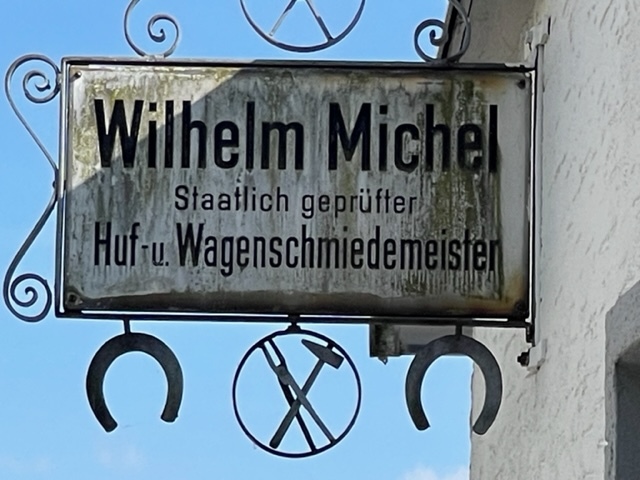 Wilhelm Michel
Staatlich geprüfter
Huf- u. Wagenschmiedemeister